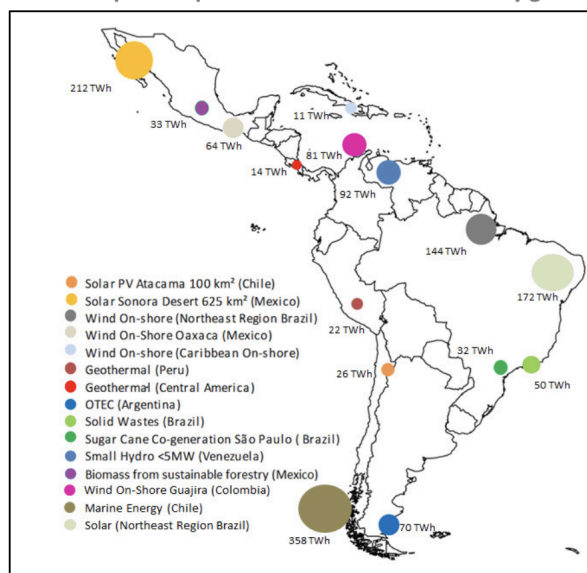 212 TWh
33 TWh
64 TWh
11 TWh
81 TWh
14 TWh
92 TWh
144 TWh
172 TWh
22 TWh
26 TWh
32 TWh
50 TWh
358 TWh
70 TWh
Solar PV Atacama 100 km² (Chile)
Solar Sonora Desert 625 km² (Mexico)
Wind On-shore (Northeast Region Brazil)
Wind On-Shore Oaxaca (Mexico)
Wind On-shore (Caribbean On-shore)
Geothermal (Peru)
Geothermal (Central America)
OTEC (Argentina)
Solid Wastes (Brazil)
Sugar Cane Co-generation São Paulo ( Brazil)
Small Hydro <5MW (Venezuela)
Biomass from sustainable forestry (Mexico)
Wind On-Shore Guajira (Colombia)
Marine Energy (Chile)
Solar (Northeast Region Brazil)